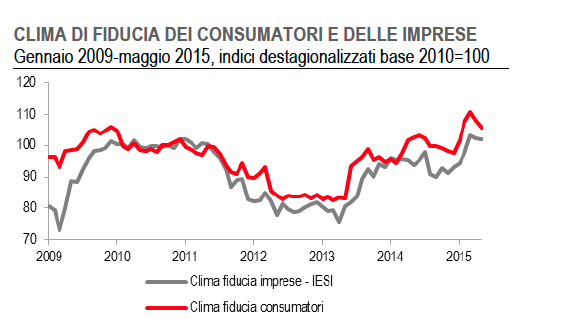 CLIMA DI FIDUCIA DEI CONSUMATORI E DELLE IMPRESE
Gennaio 2009-maggio 2015, indici destagionalizzati base 2010=100
120
110
100
90
80
70
2009 2010 2011 2012 2013 2014 2015
Clima fiducia imprese - IESI
Clima fiducia consumatori